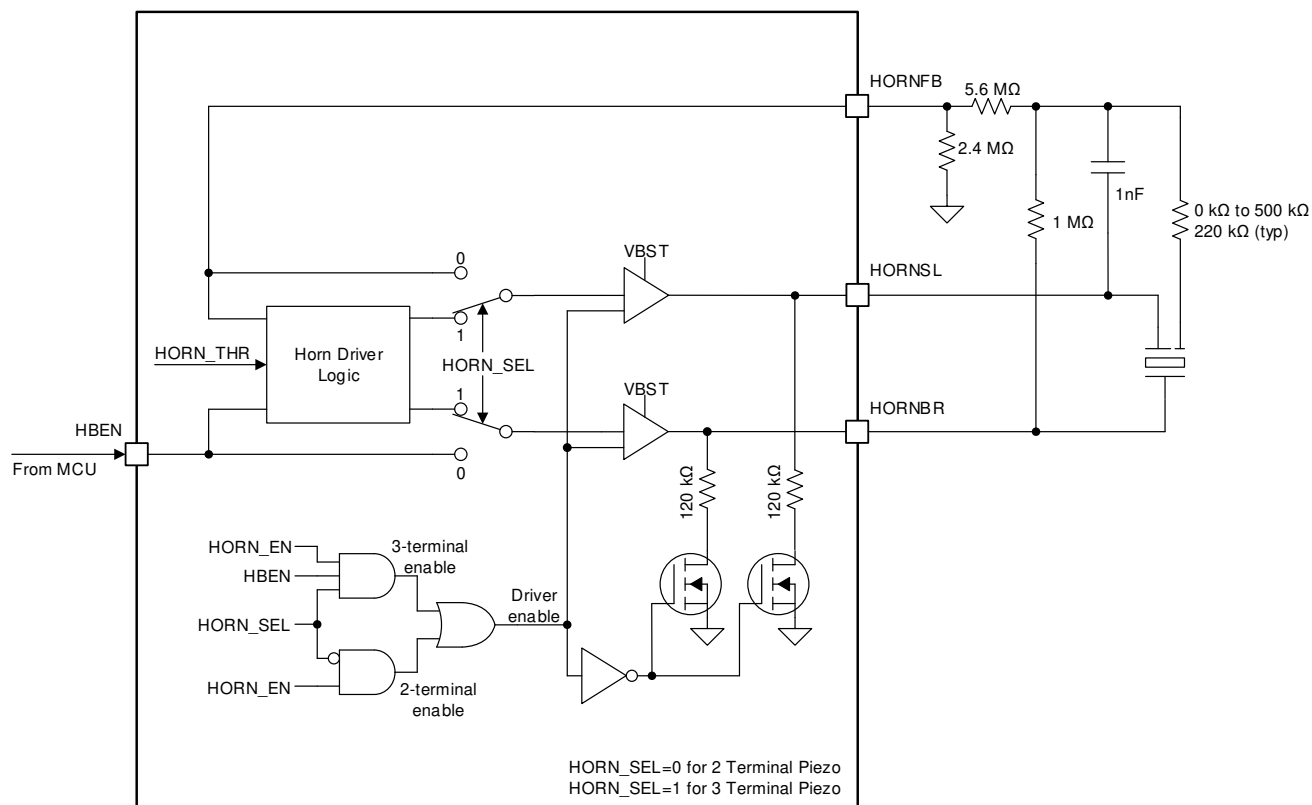 HORNFB
5.6 MΩ
2.4 MΩ
1nF
0 kΩ to 500 kΩ
220 kΩ (typ)
1 MΩ
0
VBST
HORNSL
1
HORN_THR
Horn Driver
Logic
HORN_SEL
1
VBST
HORNBR
HBEN
From MCU
0
120 kΩ
120 kΩ
HORN_EN
3-terminal
enable
HBEN
Driver
enable
HORN_SEL
HORN_EN
2-terminal
enable
HORN_SEL=0 for 2 Terminal Piezo
HORN_SEL=1 for 3 Terminal Piezo